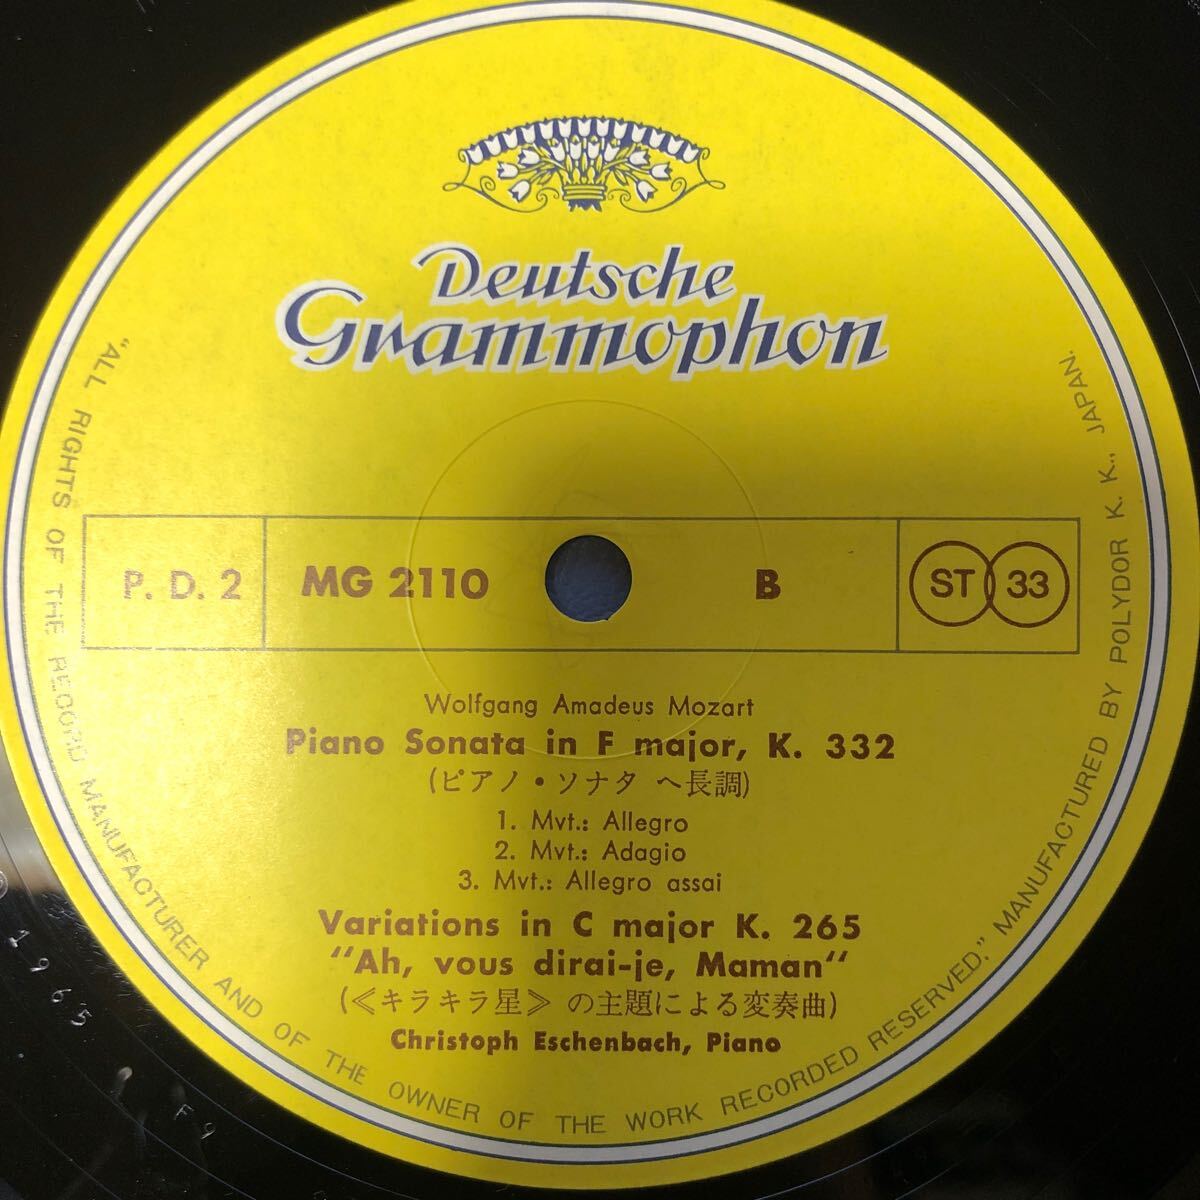 Deutsche
Grammophon
P. D. 2
MG 2110
B
ST 33
Wolfgang Amadeus Mozart
Piano Sonata in F major, K. 332
(ピアノ・ソナタ ヘ長調)
1. Mvt.: Allegro
2. Mvt.: Adagio
3. Mvt.: Allegro assai
Variations in C major K. 265
“Ah, vous dirai-je, Maman“
(《キラキラ星》の主題による変奏曲)
Christoph Eschenbach, Piano
“ALL RIGHTS OF THE RECORD MANUFACTURER AND OF THE OWNER OF THE WORK RECORDED RESERVED.” MANUFACTURED BY POLYDOR K. K., JAPAN.
1965